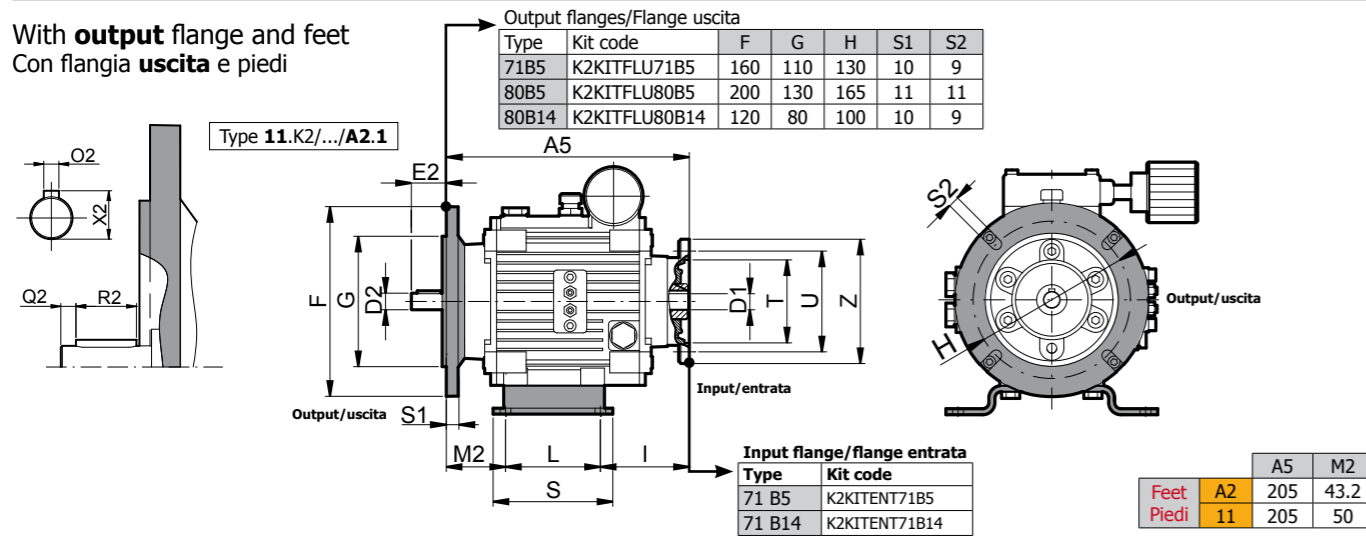 With output flange and feet
Con flangia uscita e piedi
Type 11.K2/.../A2.1
Output flanges/Flange uscita
Type Kit code F G H S1 S2
71B5 K2KITFLU71B5 160 110 130 10 9
80B5 K2KITFLU80B5 200 130 165 11 11
80B14 K2KITFLU80B14 120 80 100 10 9
O2
X2
Q2 R2
A5
E2
F
G
D2
D1
T
U
Z
Output/uscita
S1
Input/entrata
M2 L I
S
S2
H
Output/uscita
Input flange/flange entrata
Type Kit code
71 B5 K2KITENT71B5
71 B14 K2KITENT71B14
A5 M2
Feet A2 205 43.2
Piedi 11 205 50